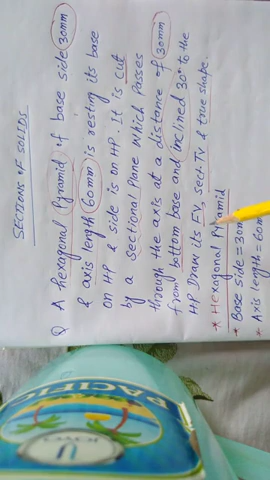 SECTIONS OF SOLIDS
Q A hexagonal Pyramid of base side 30mm
& axis length 60mm is resting its base
on HP & side is on HP. It is cut
by a sectional Plane which Passes
through the axis at a distance of 30mm
from bottom base and inclined 30° to the
HP Draw its FV, Sect TV & true shape.
* Hexagonal Pyramid
* Base side = 30m
* Axis length = 60m
PACIFIC